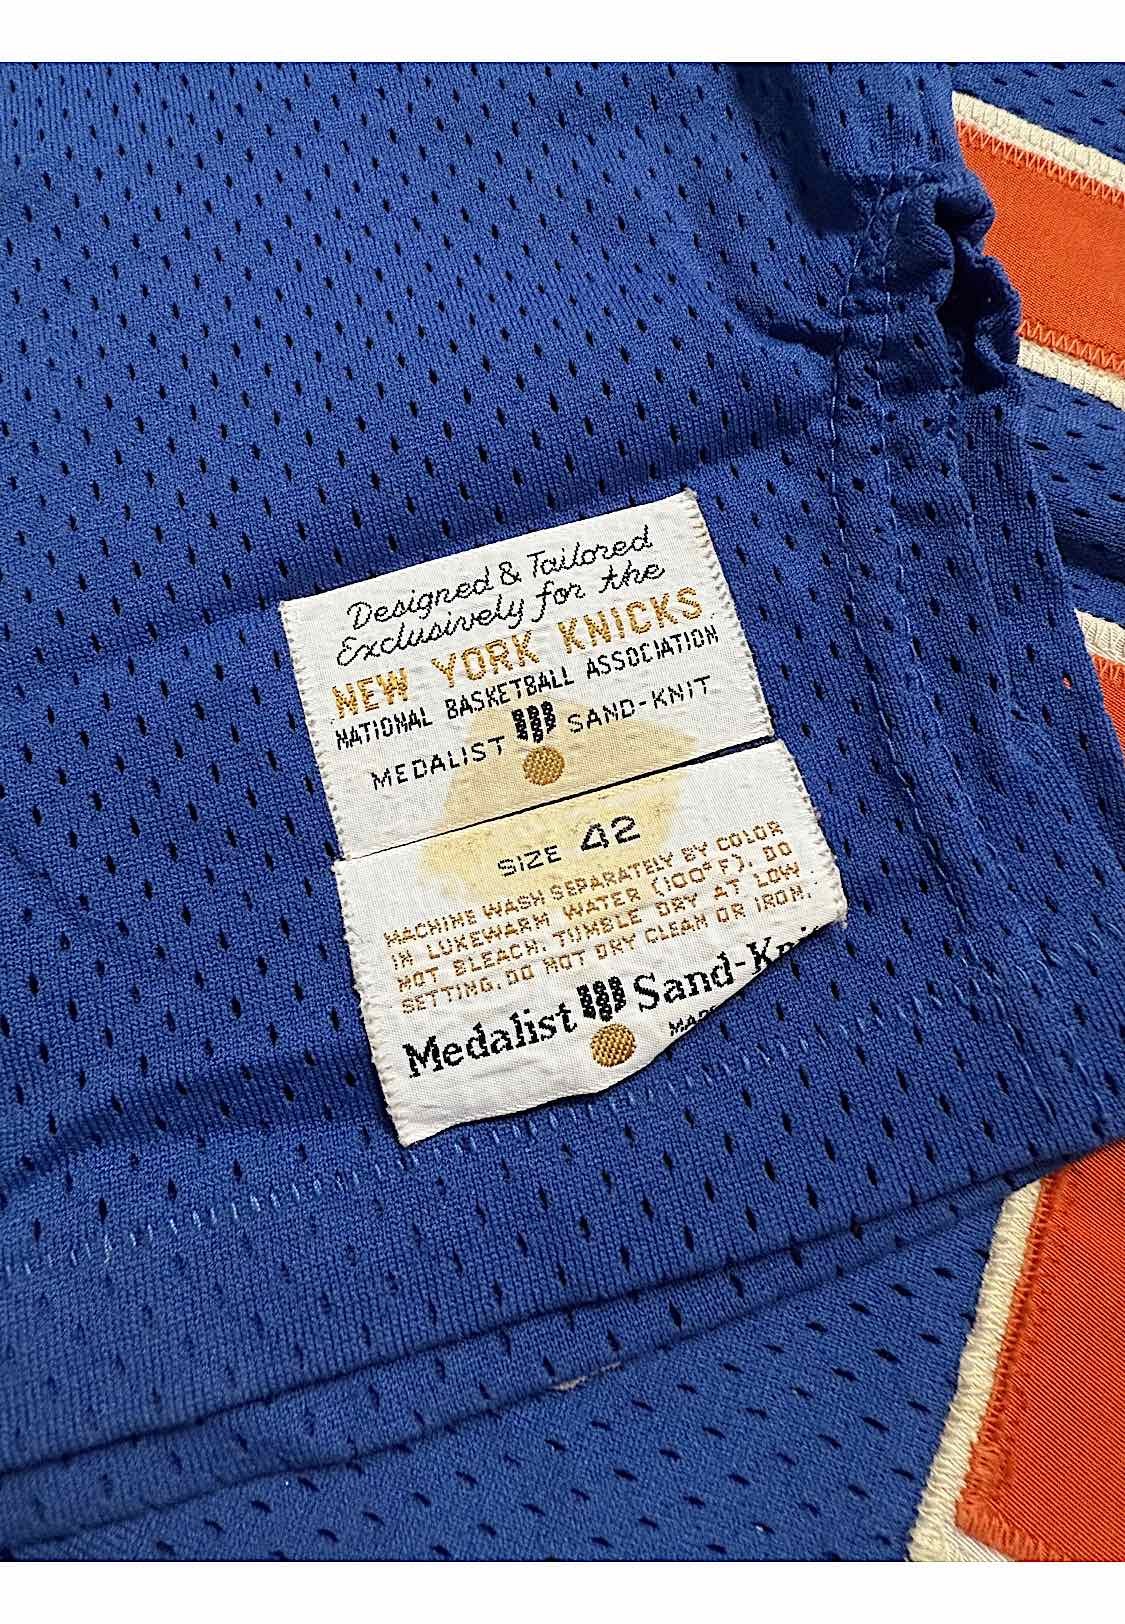 Designed & Tailored
Exclusively for the
NEW YORK KNICKS
NATIONAL BASKETBALL ASSOCIATION
MEDALIST SAND-KNIT
SIZE 42
MACHINE WASH SEPARATELY BY COLOR
IN LUKEWARM WATER (100°F). DO
NOT BLEACH. TUMBLE DRY AT LOW
SETTING. DO NOT DRY CLEAN OR IRON.
Medalist Sand-Kni